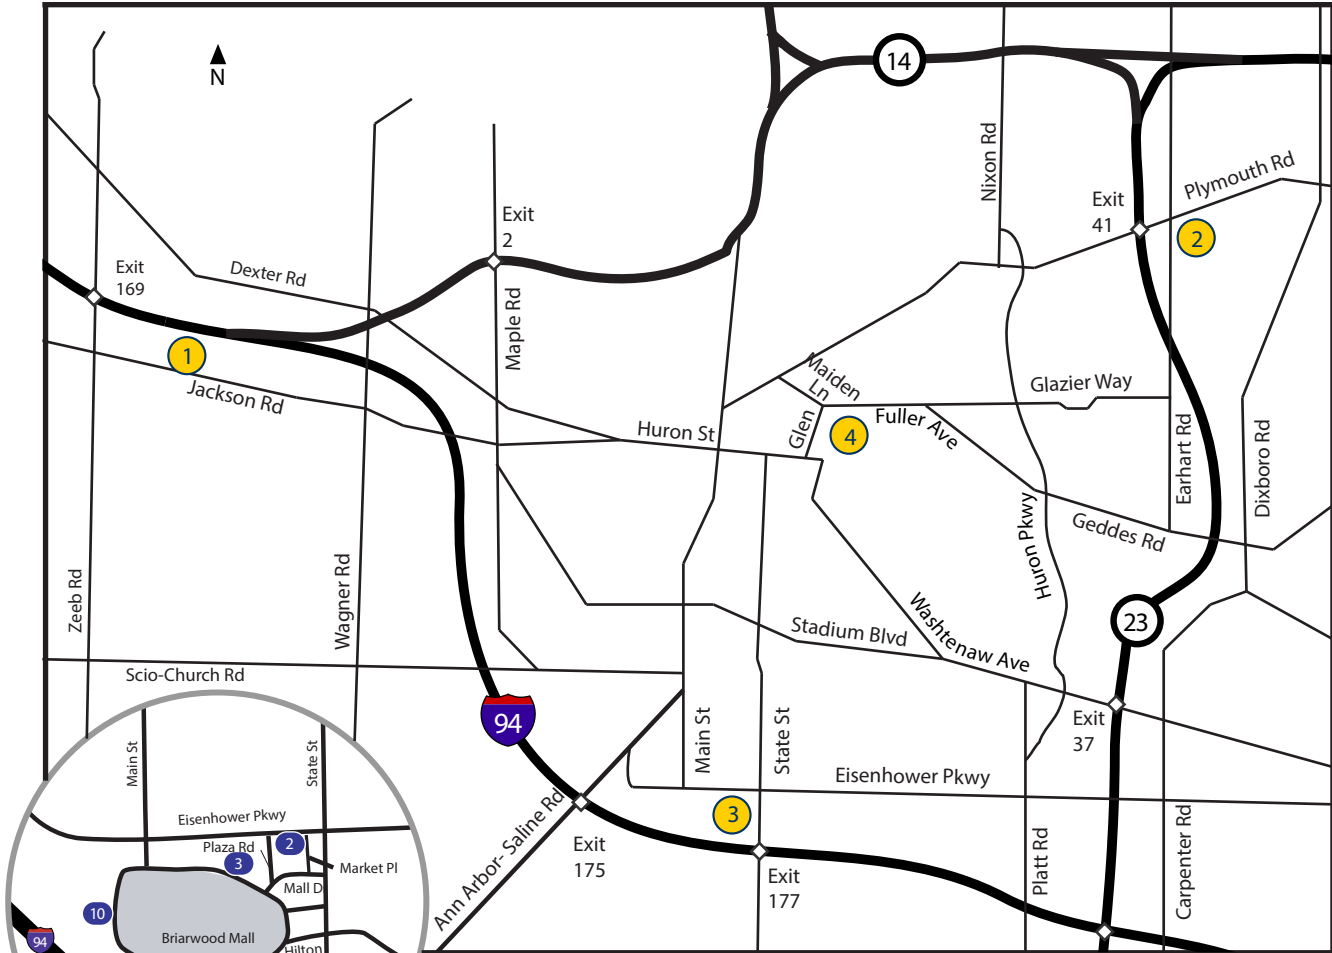 14
N
Nixon Rd
Plymouth Rd
Exit
41
2
Exit
2
Exit
169
Dexter Rd
Maple Rd
1
Jackson Rd
Maiden
Ln
Glazier Way
Glen
4
Fuller Ave
Huron St
Earhart Rd
Dixboro Rd
Huron Pkwy
Geddes Rd
Zeeb Rd
Wagner Rd
Washtenaw Ave
Stadium Blvd
23
Scio-Church Rd
94
Main St
State St
Exit
37
Eisenhower Pkwy
3
Ann Arbor- Saline Rd
Exit
175
Exit
177
Platt Rd
Carpenter Rd
Main St
State St
Eisenhower Pkwy
Plaza Rd
2
3
Market Pl
Mall D
10
Briarwood Mall
94
Hilton